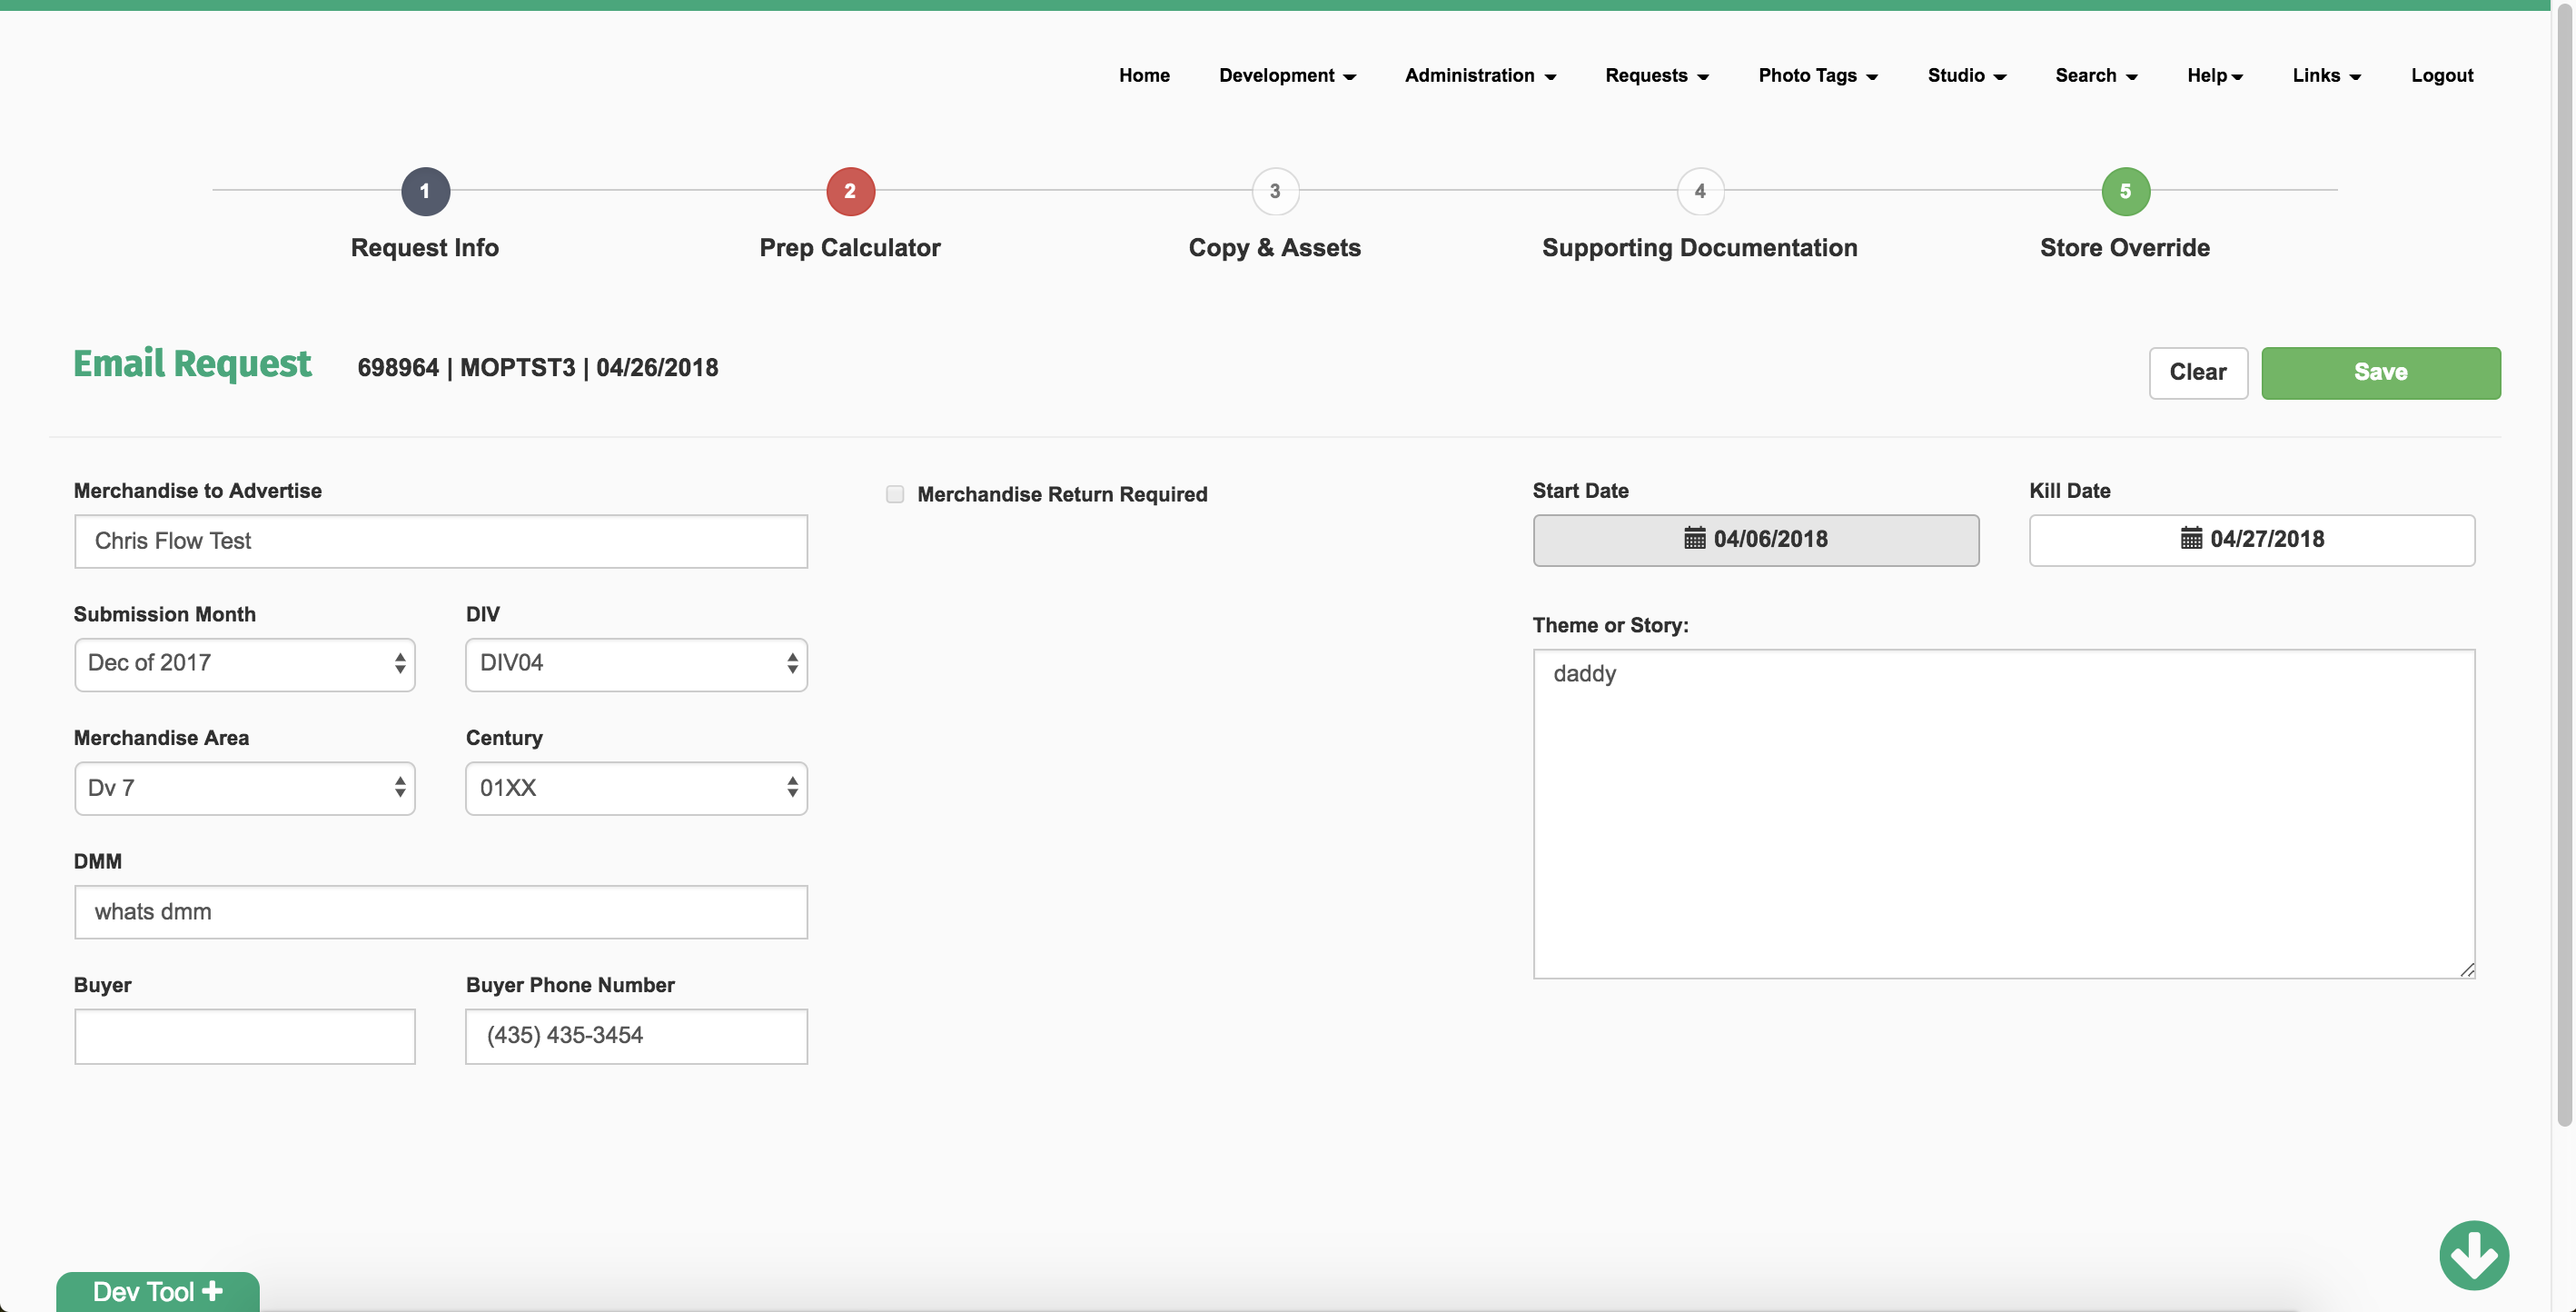 Home Development Administration Requests Photo Tags Studio Search Help Links Logout
1 2 3 4 5
Request Info Prep Calculator Copy & Assets Supporting Documentation Store Override
Email Request 698964 | MOPTST3 | 04/26/2018 Clear Save
Merchandise to Advertise
Chris Flow Test
Submission Month DIV
Dec of 2017 DIV04
Merchandise Area Century
Dv 7 01XX
DMM
whats dmm
Buyer Buyer Phone Number
(435) 435-3454
Merchandise Return Required
Start Date Kill Date
04/06/2018 04/27/2018
Theme or Story:
daddy
Dev Tool